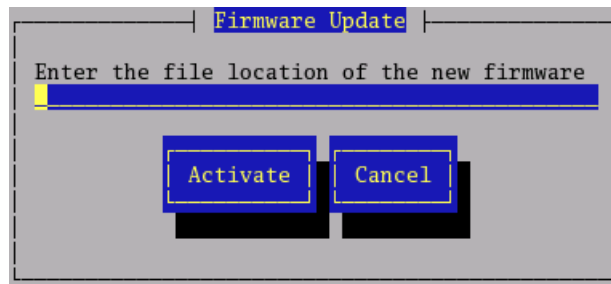 Firmware Update
Enter the file location of the new firmware
Activate Cancel